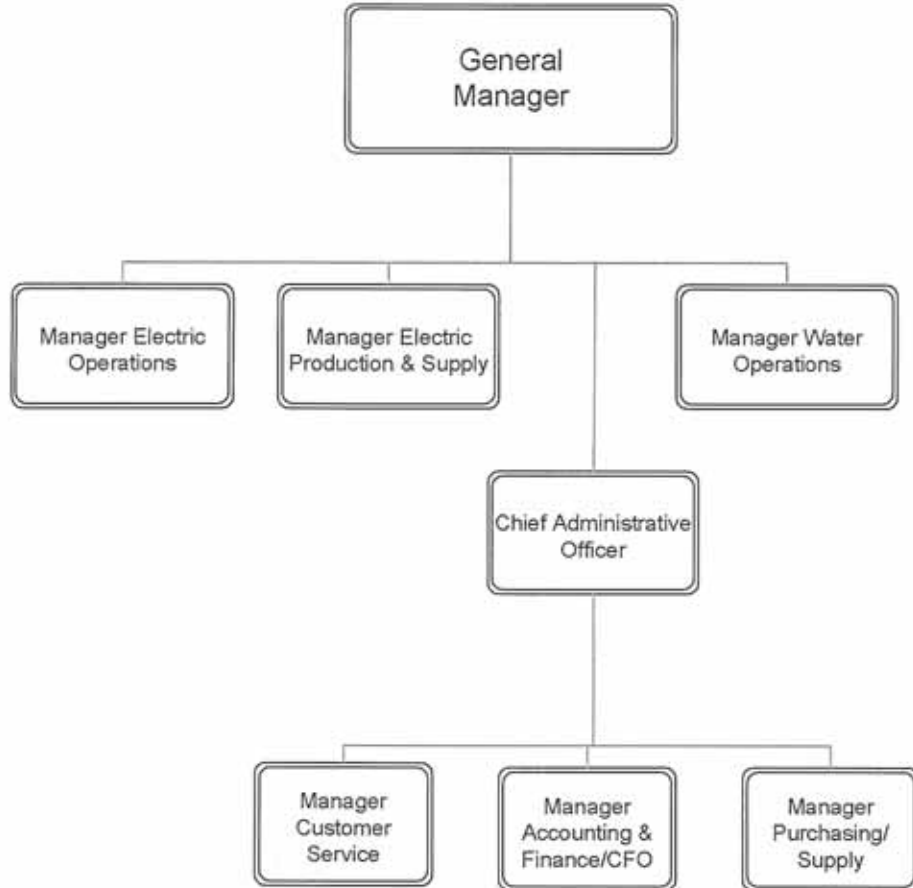 General
Manager
Manager Electric
Operations
Manager Electric
Production & Supply
Manager Water
Operations
Chief Administrative
Officer
Manager
Customer
Service
Manager
Accounting &
Finance/CFO
Manager
Purchasing/
Supply